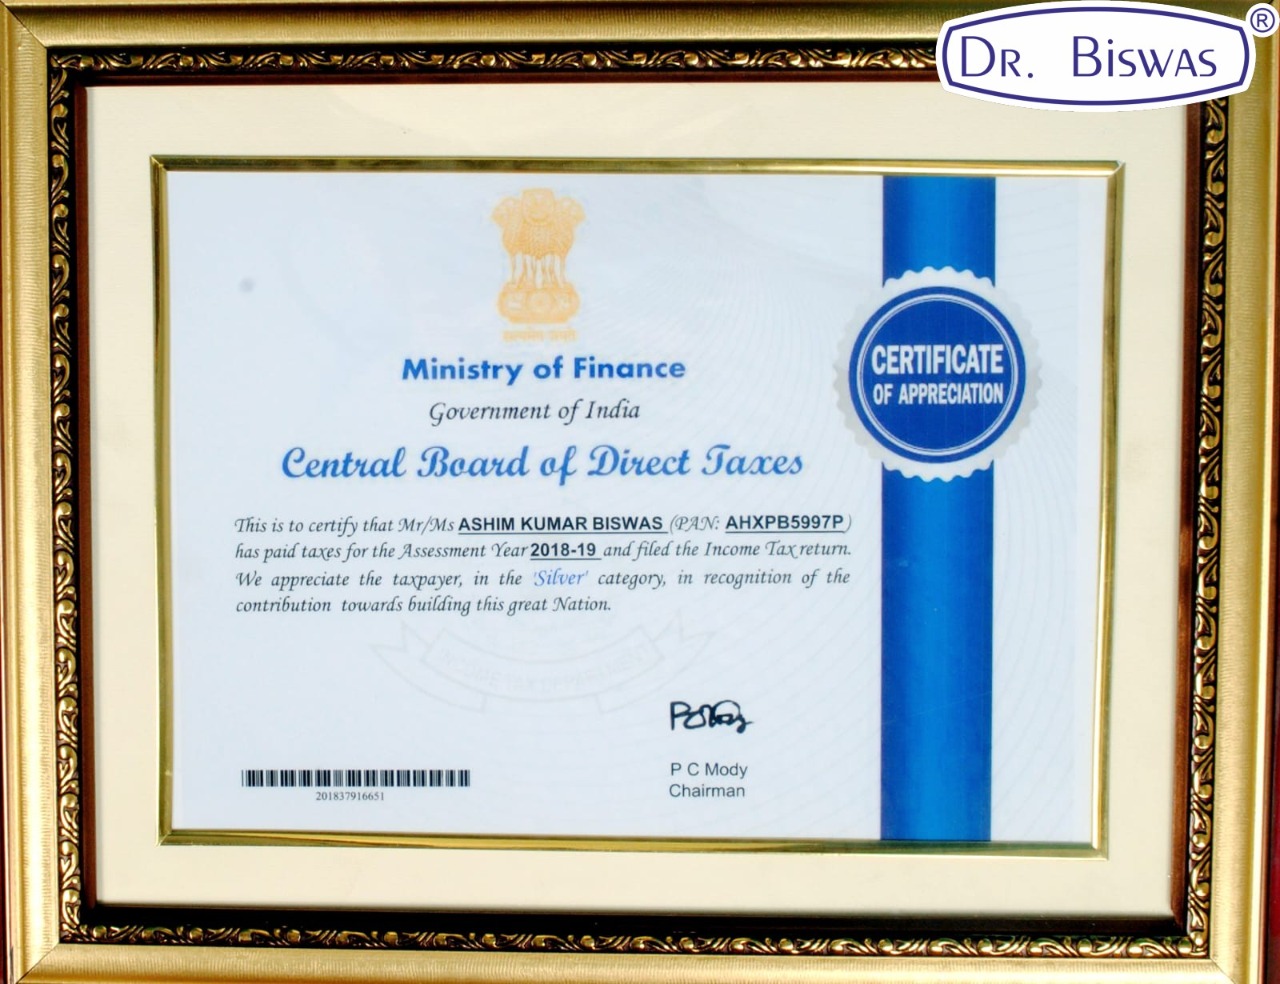 DR. BISWAS ®
Ministry of Finance
Government of India
Central Board of Direct Taxes
CERTIFICATE
OF APPRECIATION
This is to certify that Mr/Ms ASHIM KUMAR BISWAS (PAN: AHXPB5997P)
has paid taxes for the Assessment Year 2018-19 and filed the Income Tax return.
We appreciate the taxpayer, in the 'Silver' category, in recognition of the
contribution towards building this great Nation.
P C Mody
Chairman
201837916651